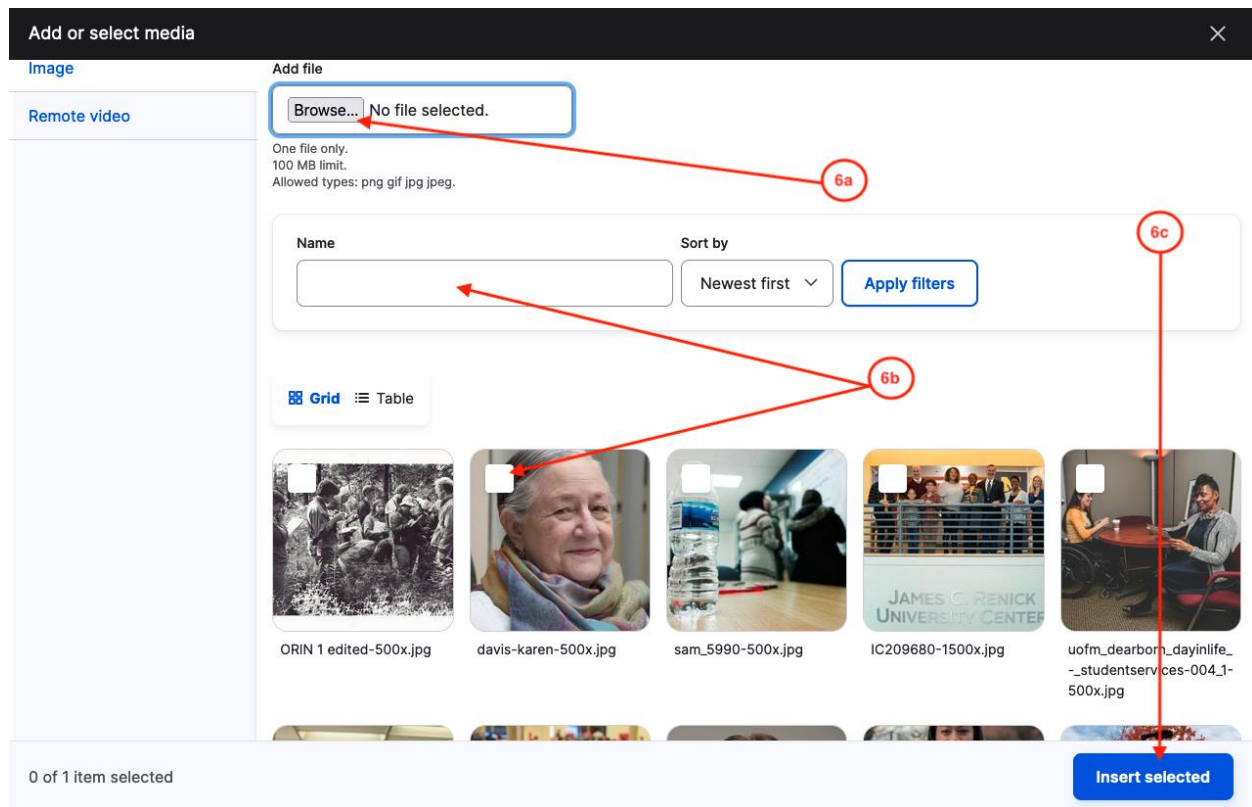 Add or select media
Image
Remote video
Add file
Browse... No file selected.
One file only.
100 MB limit.
Allowed types: png gif jpg jpeg.
6a
6c
Name
Sort by
Newest first
Apply filters
6b
Grid
Table
JAMES C. RENICK
UNIVERSITY CENTER
ORIN 1 edited-500x.jpg
davis-karen-500x.jpg
sam_5990-500x.jpg
IC209680-1500x.jpg
uofm_dearborn_dayinlife_
-_studentservices-004_1-
500x.jpg
0 of 1 item selected
Insert selected